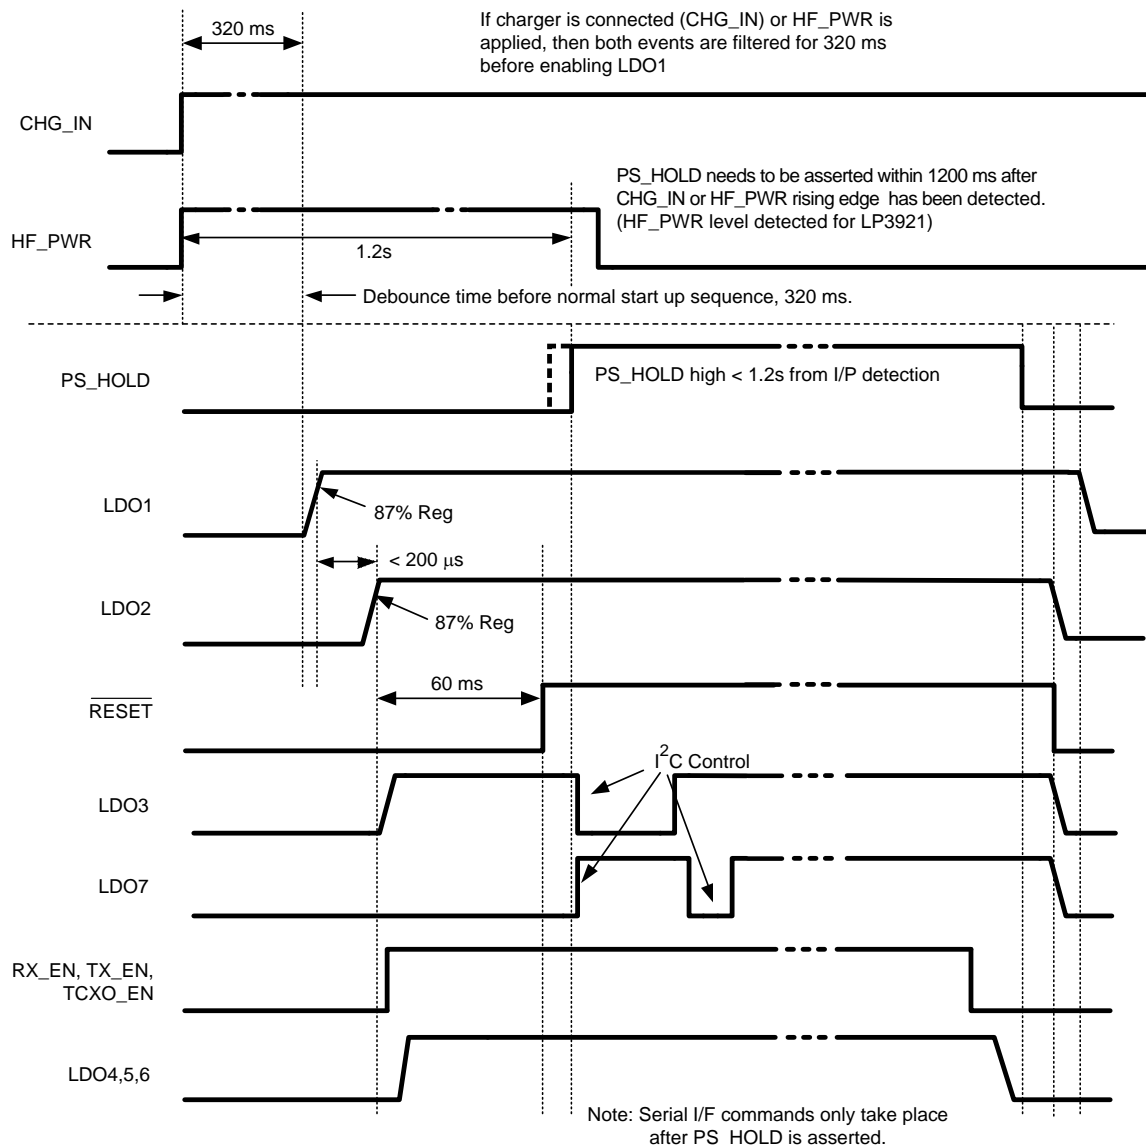 320 ms
If charger is connected (CHG_IN) or HF_PWR is
applied, then both events are filtered for 320 ms
before enabling LDO1
CHG_IN
PS_HOLD needs to be asserted within 1200 ms after
CHG_IN or HF_PWR rising edge has been detected.
(HF_PWR level detected for LP3921)
HF_PWR
1.2s
Debounce time before normal start up sequence, 320 ms.
PS_HOLD
PS_HOLD high < 1.2s from I/P detection
LDO1
87% Reg
< 200 μs
LDO2
87% Reg
60 ms
RESET
I2C Control
LDO3
LDO7
RX_EN, TX_EN,
TCXO_EN
LDO4,5,6
Note: Serial I/F commands only take place
after PS_HOLD is asserted.